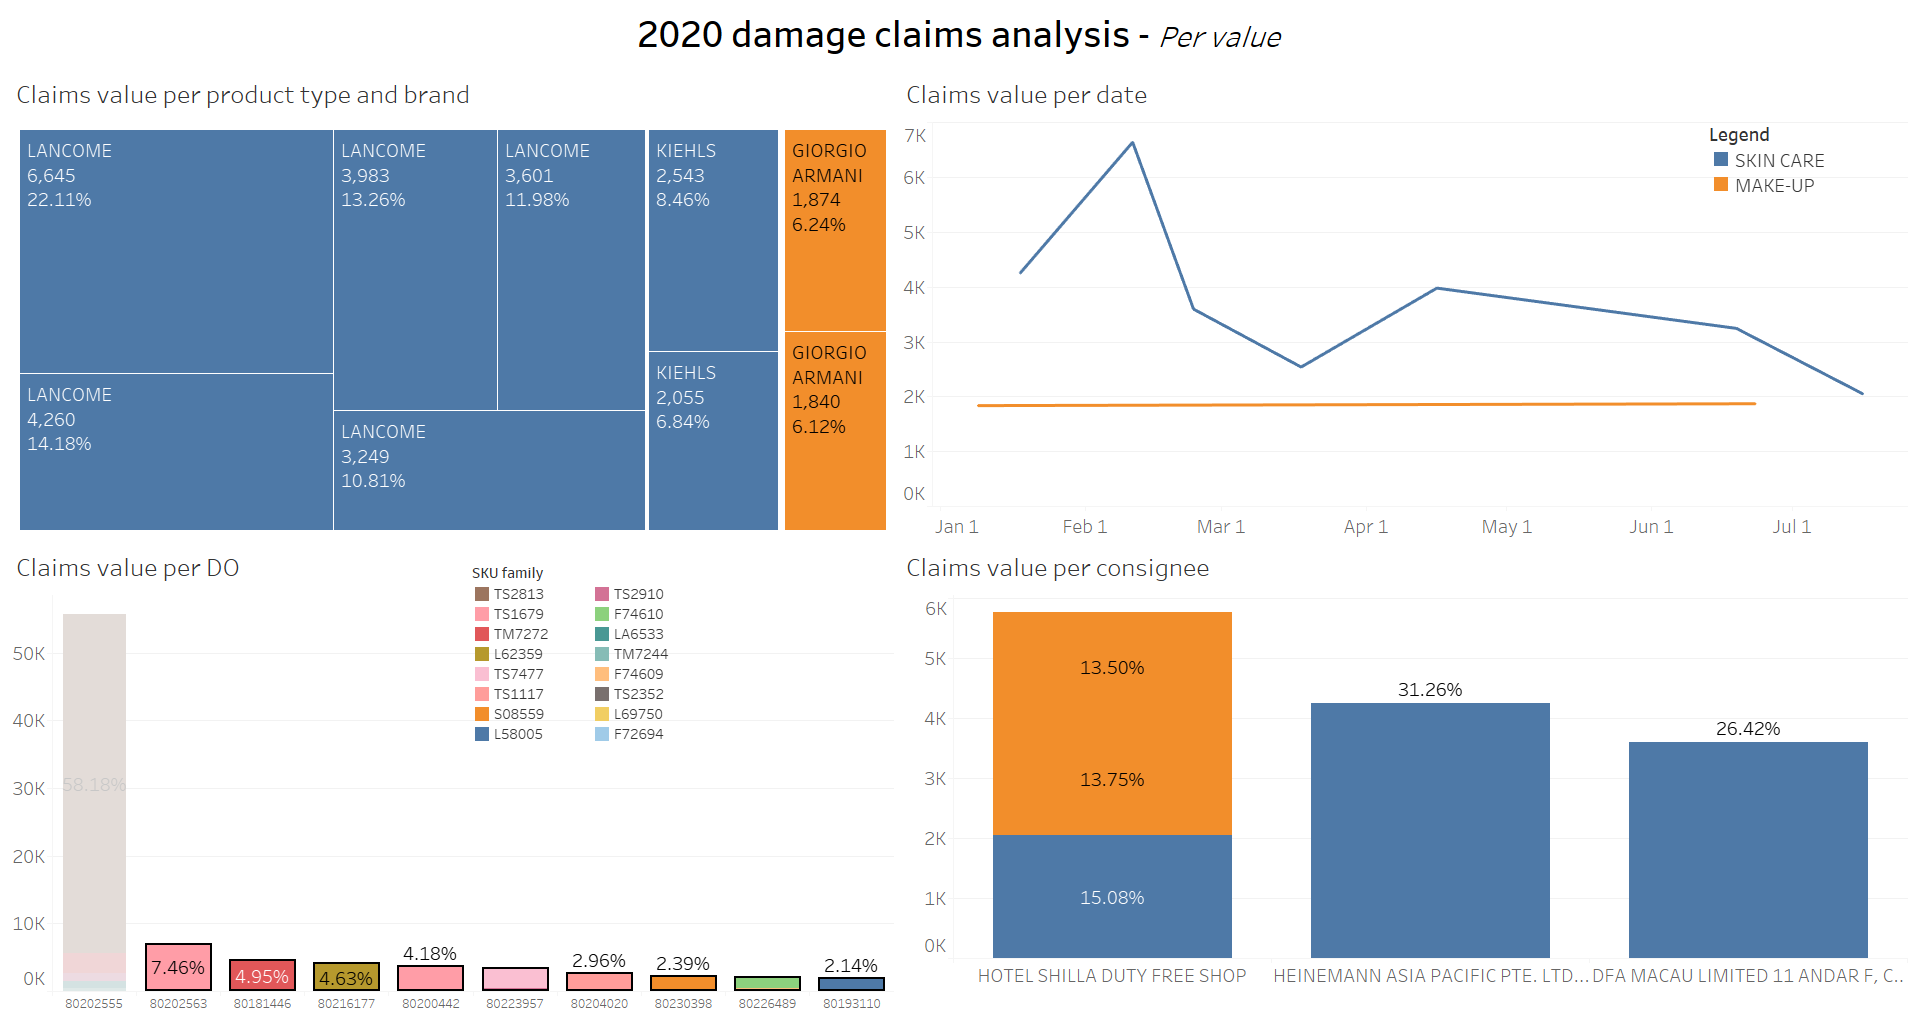 2020 damage claims analysis - Per value
Claims value per product type and brand
LANCOME
6,645
22.11%
LANCOME
3,983
13.26%
LANCOME
3,601
11.98%
KIEHLS
2,543
8.46%
GIORGIO
ARMANI
1,874
6.24%
LANCOME
4,260
14.18%
LANCOME
3,249
10.81%
KIEHLS
2,055
6.84%
GIORGIO
ARMANI
1,840
6.12%
Claims value per date
Legend
SKIN CARE
MAKE-UP
7K
6K
5K
4K
3K
2K
1K
0K
Jan 1 Feb 1 Mar 1 Apr 1 May 1 Jun 1 Jul 1
Claims value per DO
SKU family
TS2813 TS2910
TS1679 F74610
TM7272 LA6533
L62359 TM7244
TS7477 F74609
TS1117 TS2352
S08559 L69750
L58005 F72694
50K
40K
30K
20K
10K
0K
58.18%
7.46%
4.95%
4.63%
4.18%
2.96%
2.39%
2.14%
80202555 80202563 80181446 80216177 80200442 80223957 80204020 80230398 80226489 80193110
Claims value per consignee
6K
5K
4K
3K
2K
1K
0K
13.50%
13.75%
15.08%
31.26%
26.42%
HOTEL SHILLA DUTY FREE SHOP HEINEMANN ASIA PACIFIC PTE. LTD... DFA MACAU LIMITED 11 ANDAR F, C..